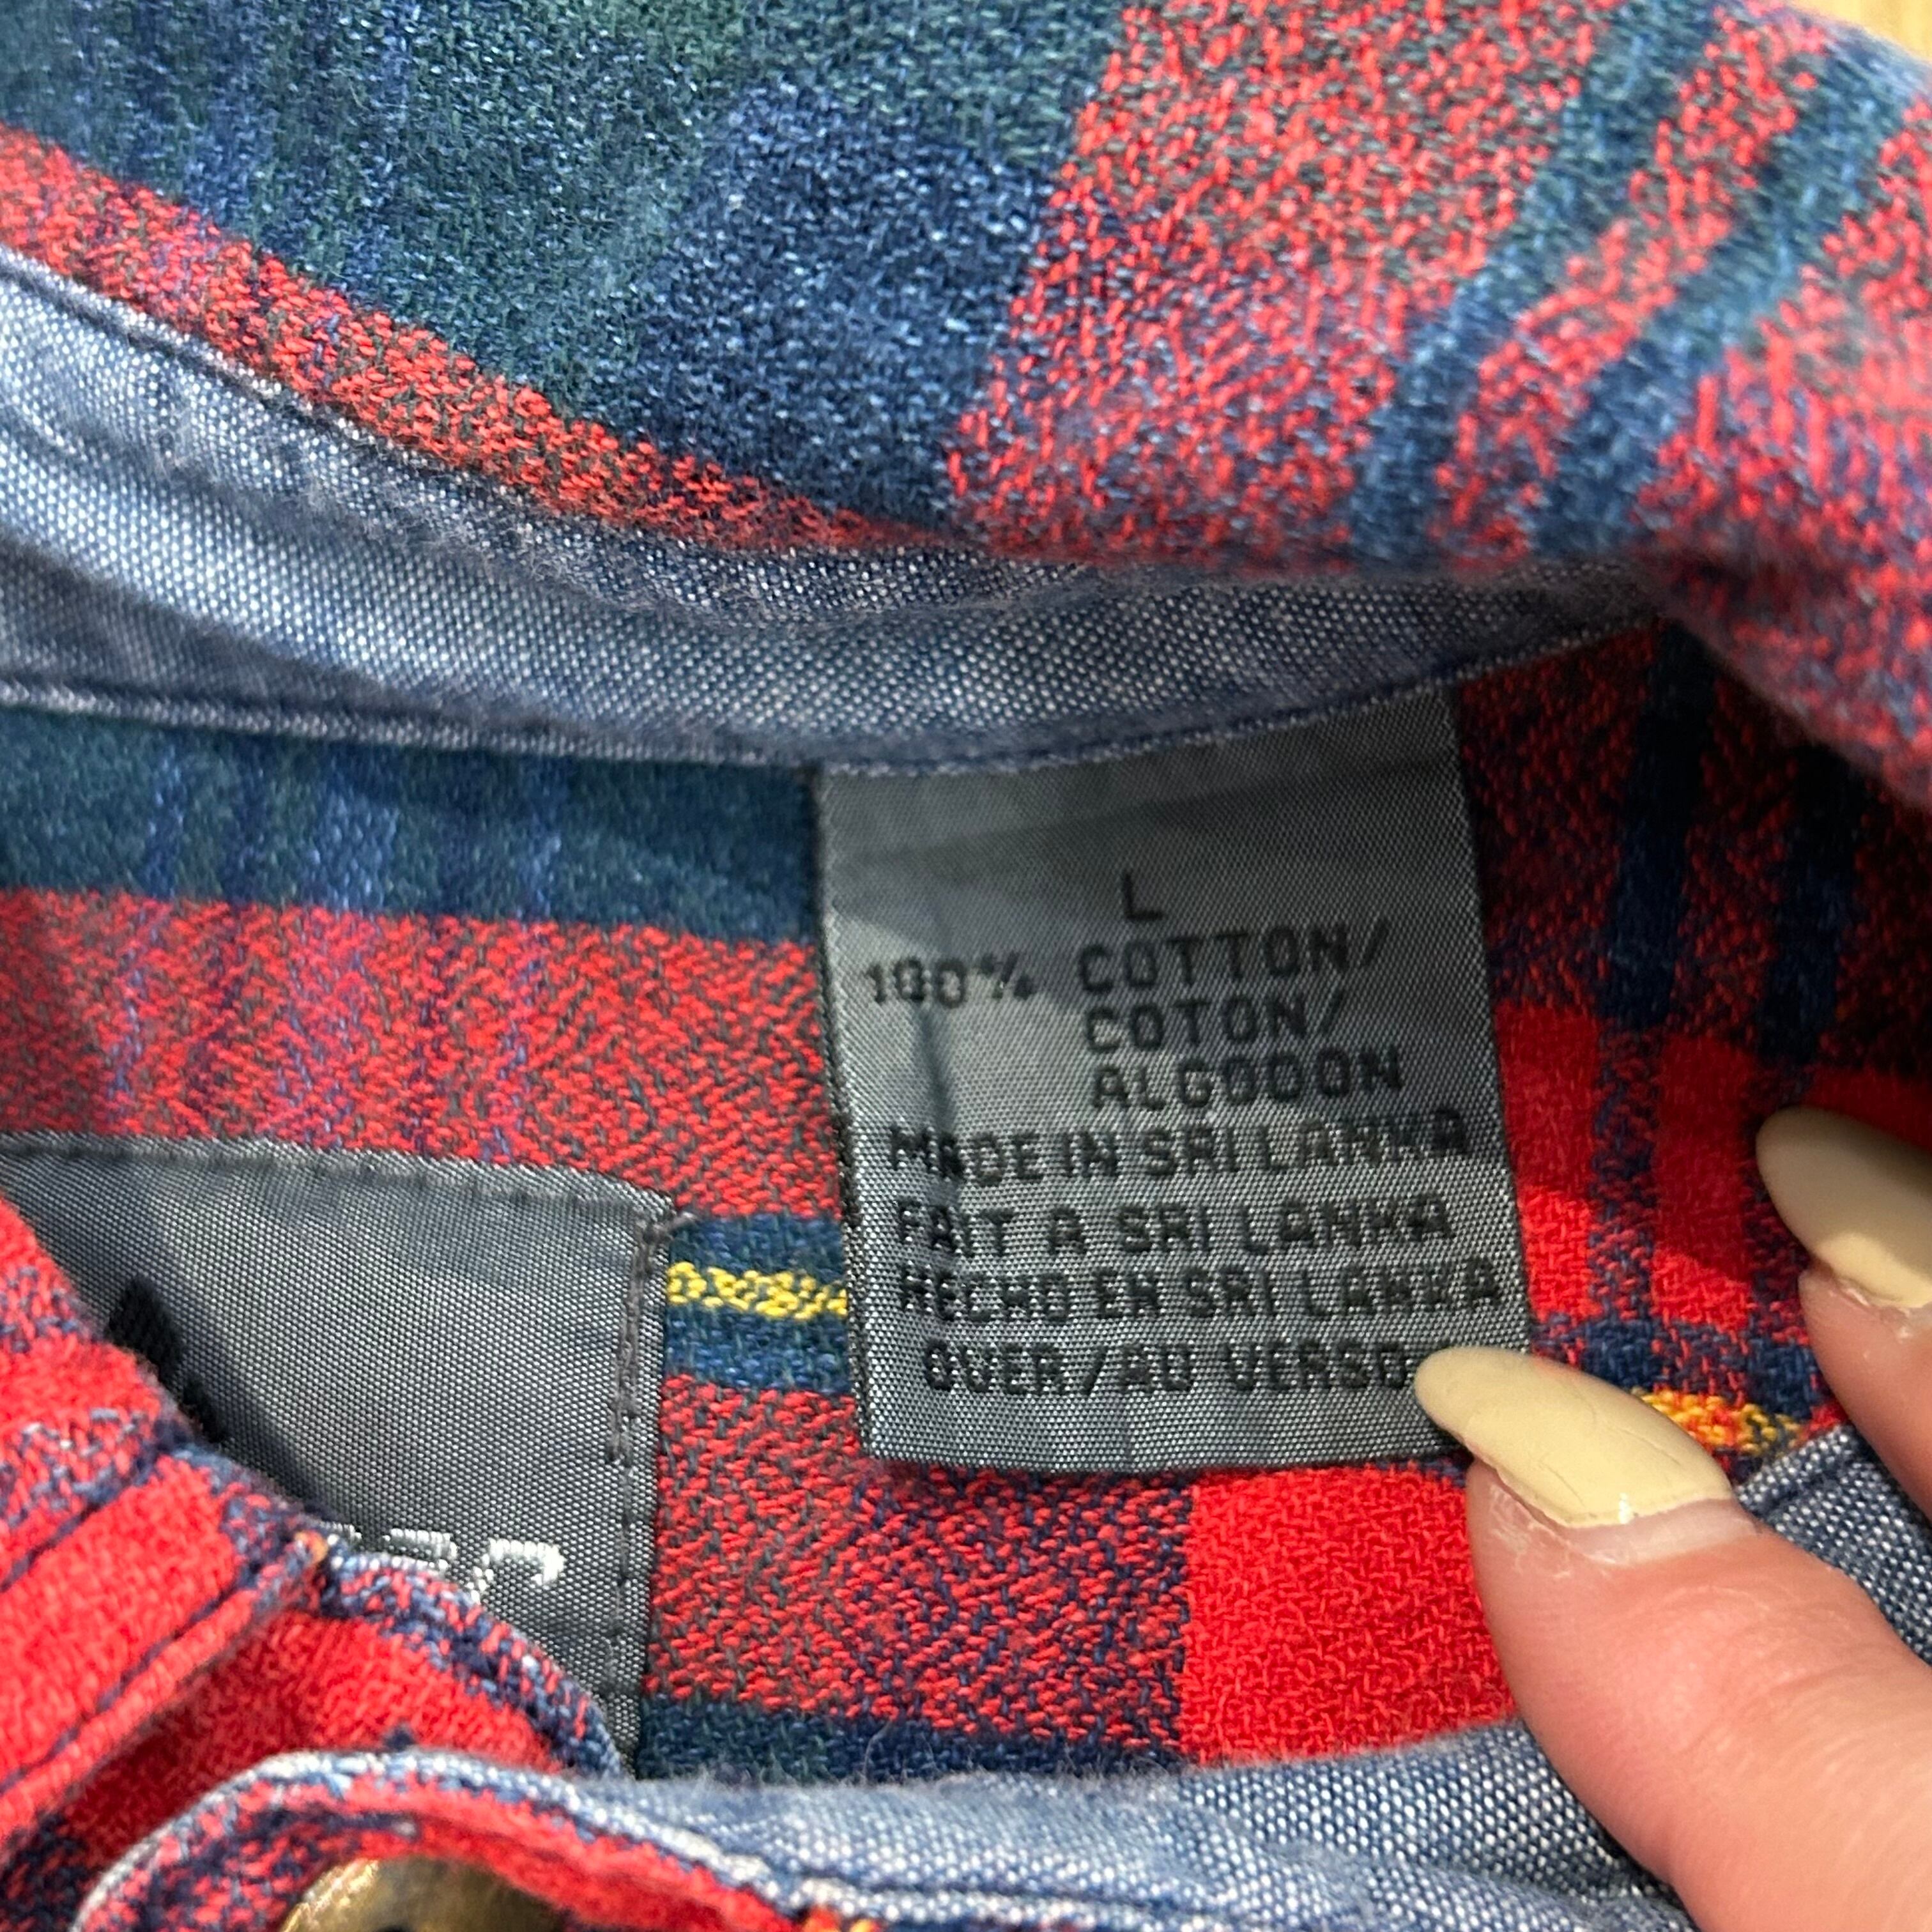 L
100% COTTON/
COTON/
ALGODON
MADE IN SRI LANKA
FAIT A SRI LANKA
HECHO EN SRI LANKA
OVER/AU VERSO